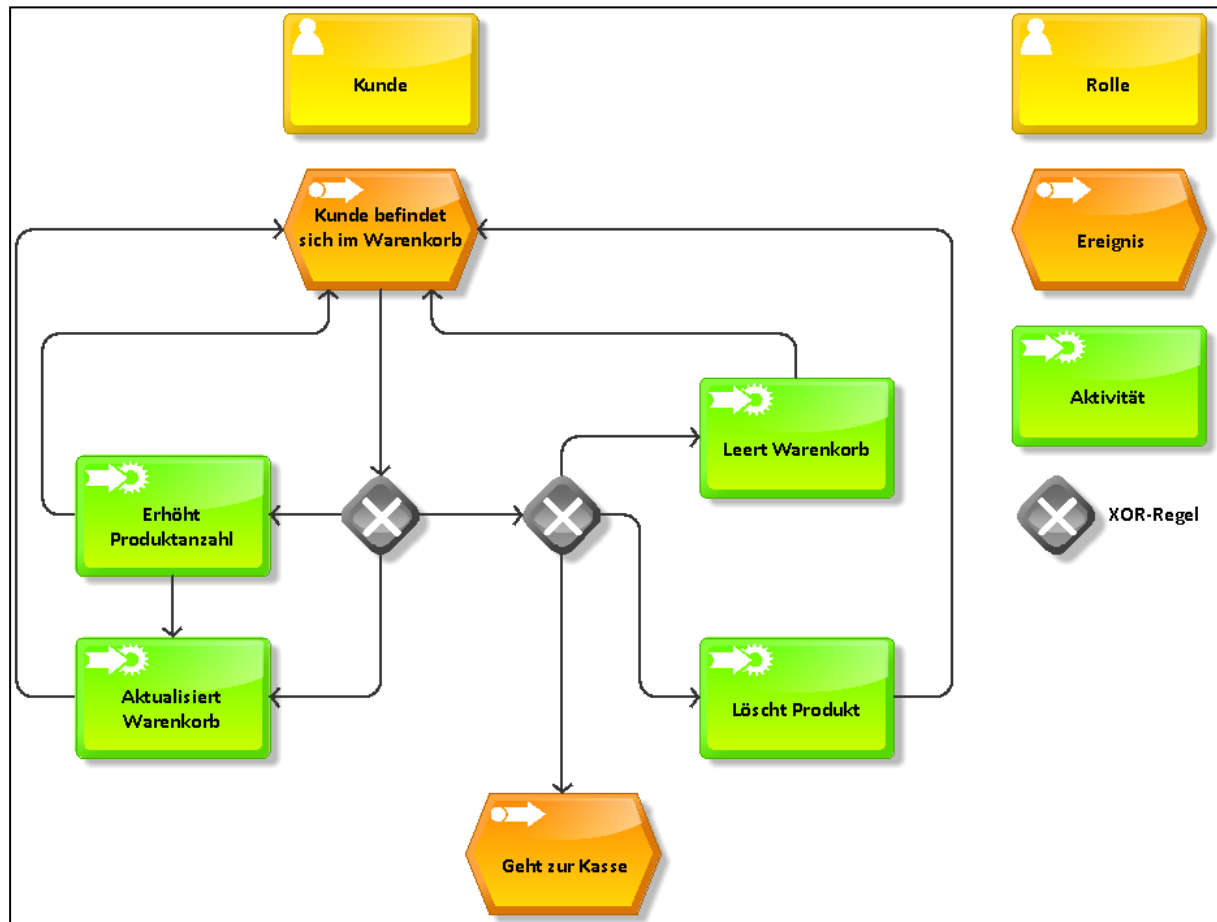 Kunde
Rolle
Kunde befindet
sich im Warenkorb
Ereignis
Aktivität
Leert Warenkorb
Erhöht
Produktanzahl
XOR-Regel
Aktualisiert
Warenkorb
Löscht Produkt
Geht zur Kasse